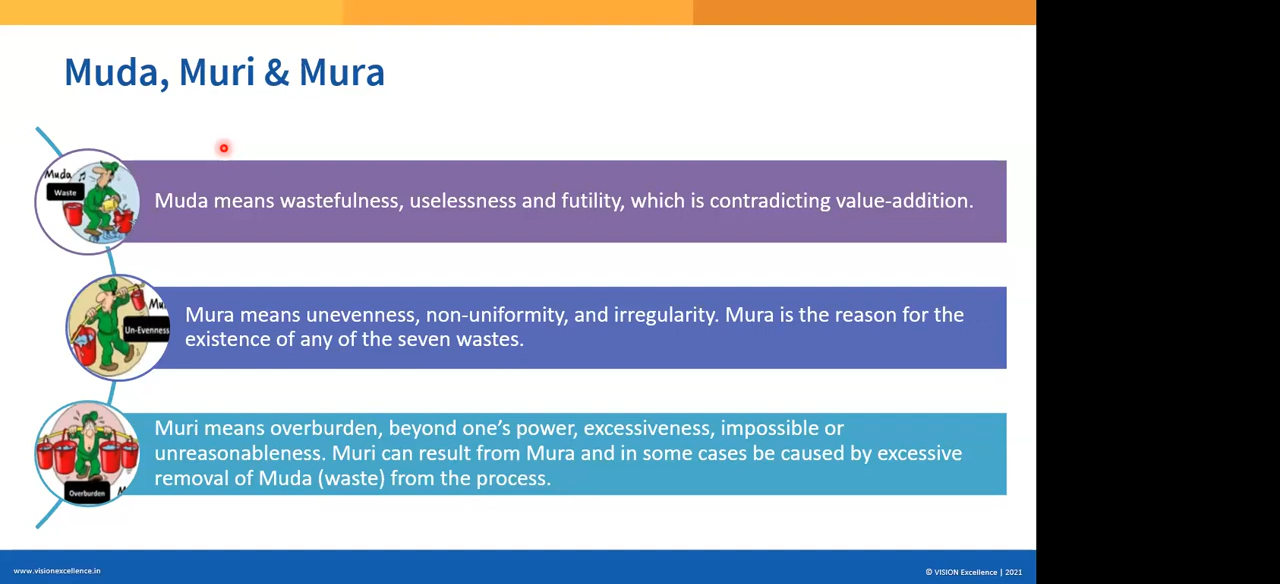 Muda, Muri & Mura
Muda
Waste
Muda means wastefulness, uselessness and futility, which is contradicting value-addition.
Un-Evenness
Mura means unevenness, non-uniformity, and irregularity. Mura is the reason for the
existence of any of the seven wastes.
Overburden
Muri means overburden, beyond one’s power, excessiveness, impossible or
unreasonableness. Muri can result from Mura and in some cases be caused by excessive
removal of Muda (waste) from the process.
www.visionexcellence.in
© VISION Excellence | 2021